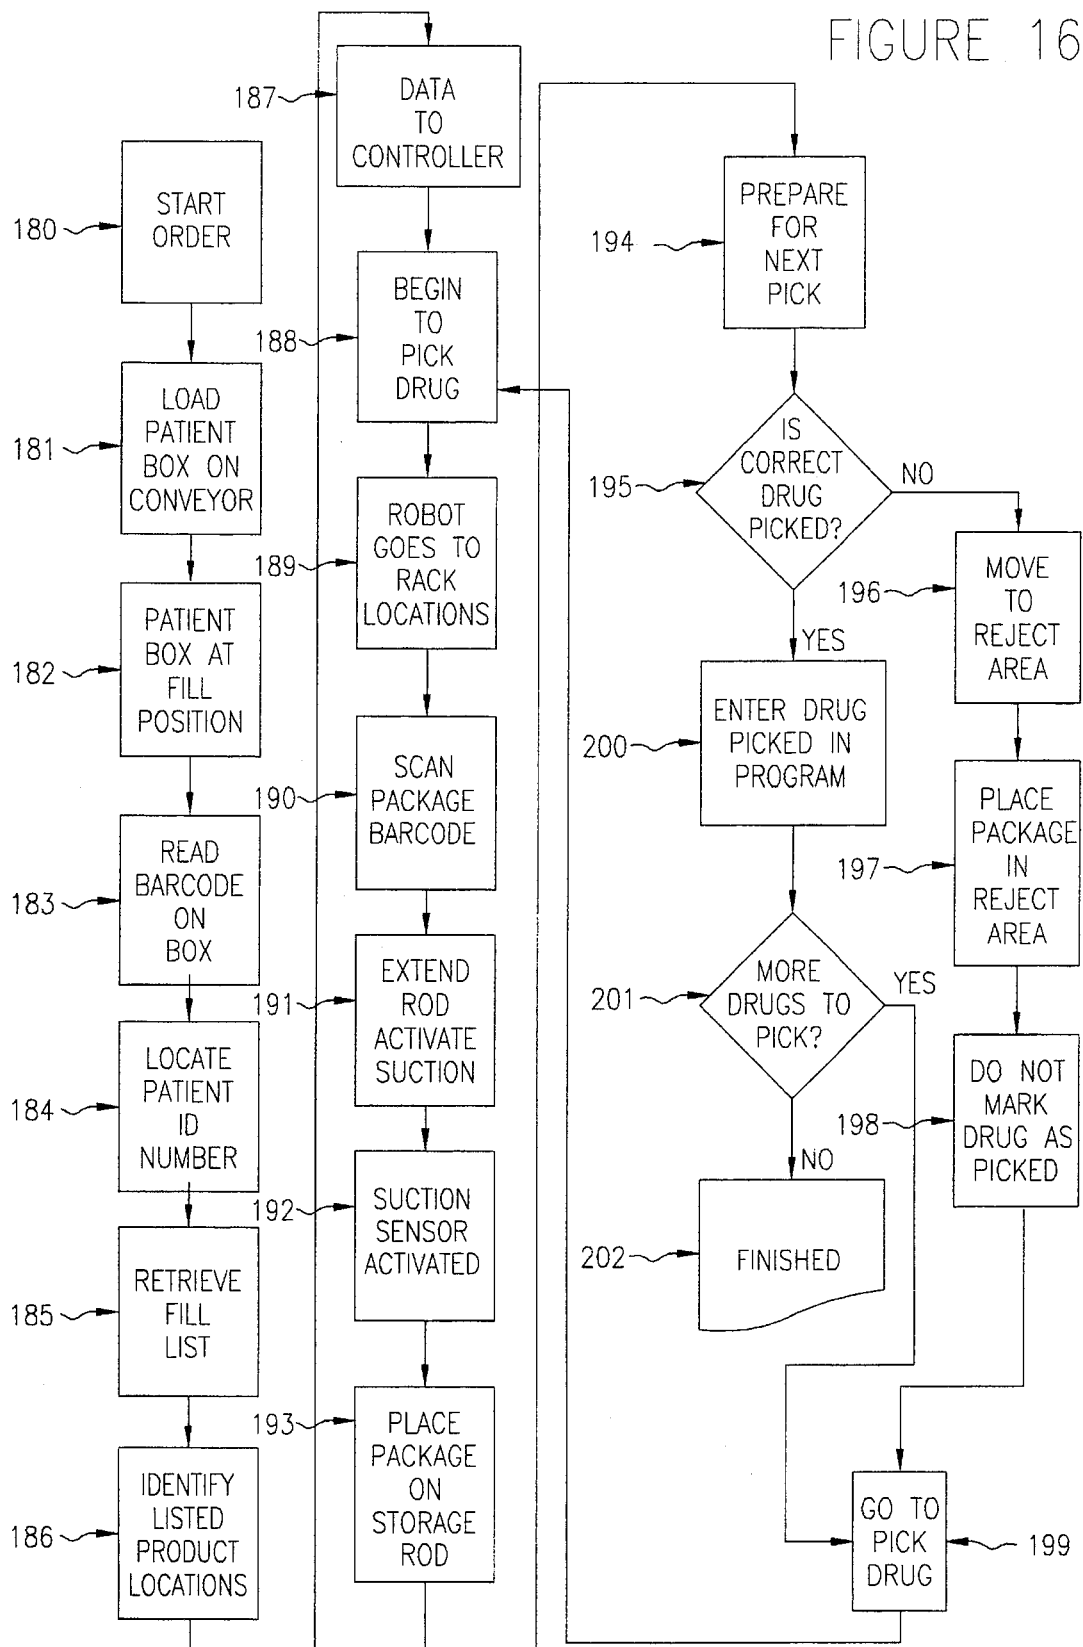 FIGURE 16
180
START
ORDER
181
LOAD
PATIENT
BOX ON
CONVEYOR
182
PATIENT
BOX AT
FILL
POSITION
183
READ
BARCODE
ON
BOX
184
LOCATE
PATIENT
ID
NUMBER
185
RETRIEVE
FILL
LIST
186
IDENTIFY
LISTED
PRODUCT
LOCATIONS
187
DATA
TO
CONTROLLER
188
BEGIN
TO
PICK
DRUG
189
ROBOT
GOES TO
RACK
LOCATIONS
190
SCAN
PACKAGE
BARCODE
191
EXTEND
ROD
ACTIVATE
SUCTION
192
SUCTION
SENSOR
ACTIVATED
193
PLACE
PACKAGE
ON
STORAGE
ROD
194
PREPARE
FOR
NEXT
PICK
195
IS
CORRECT
DRUG
PICKED?
NO
YES
196
MOVE
TO
REJECT
AREA
197
PLACE
PACKAGE
IN
REJECT
AREA
198
DO NOT
MARK
DRUG AS
PICKED
199
GO TO
PICK
DRUG
200
ENTER DRUG
PICKED IN
PROGRAM
201
MORE
DRUGS TO
PICK?
YES
NO
202
FINISHED